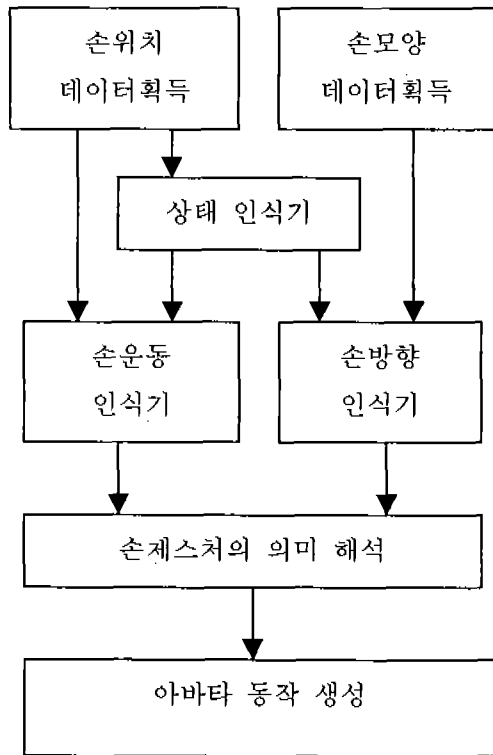 손위치
데이터획득
손모양
데이터획득
상태 인식기
손운동
인식기
손방향
인식기
손제스처의 의미 해석
아바타 동작 생성